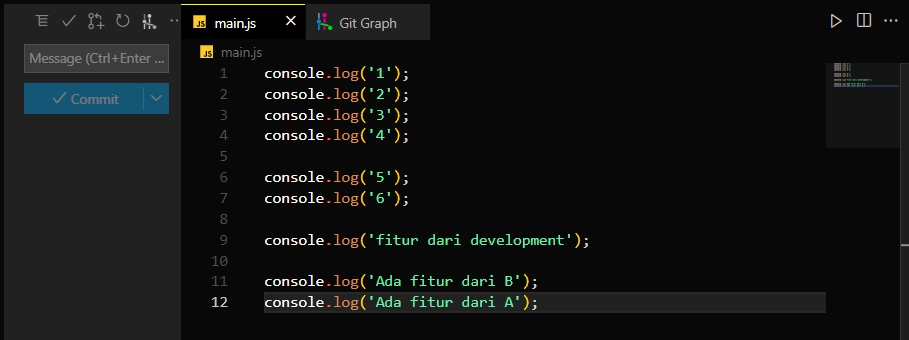 main.js
Git Graph
Message (Ctrl+Enter ...
Commit
JS main.js
1 console.log('1');
2 console.log('2');
3 console.log('3');
4 console.log('4');
5
6 console.log('5');
7 console.log('6');
8
9 console.log('fitur dari development');
10
11 console.log('Ada fitur dari B');
12 console.log('Ada fitur dari A');